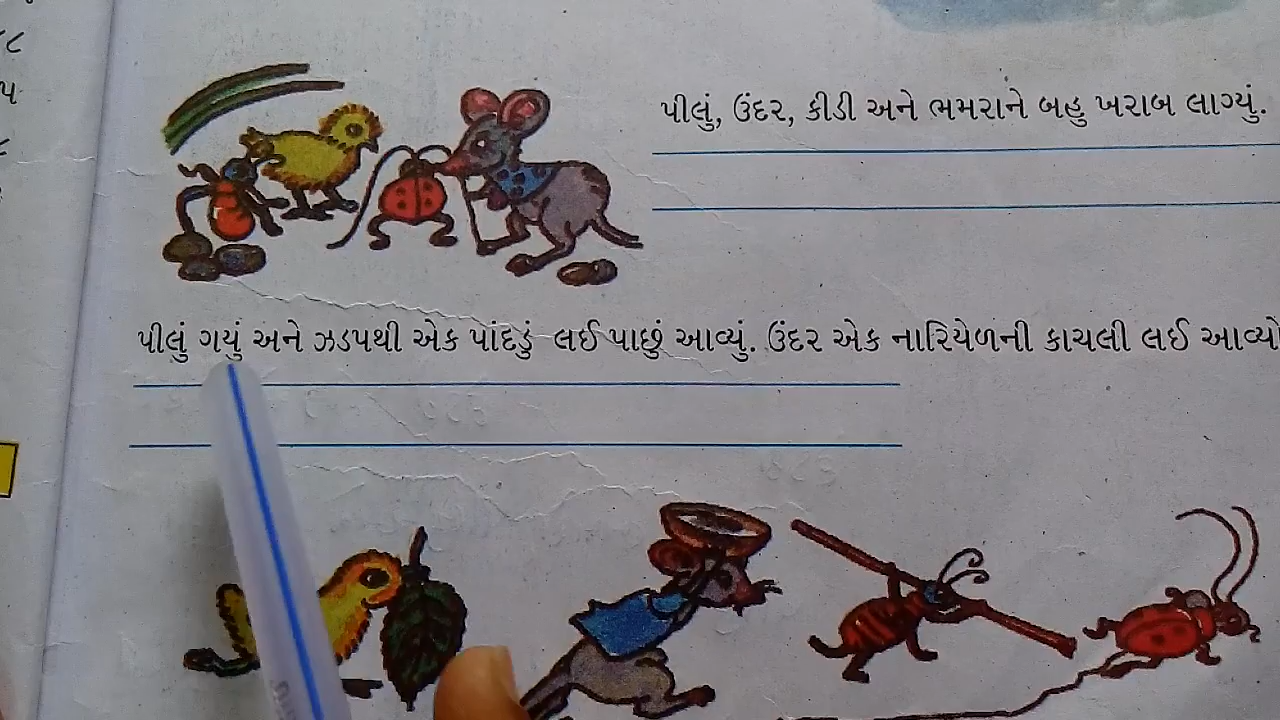 પીલું, ઉંદર, કીડી અને ભમરાને બહુ ખરાબ લાગ્યું.
પીલું ગયું અને ઝડપથી એક પાંદડું લઈ પાછું આવ્યું. ઉંદર એક નારિયેળની કાચલી લઈ આવ્યો